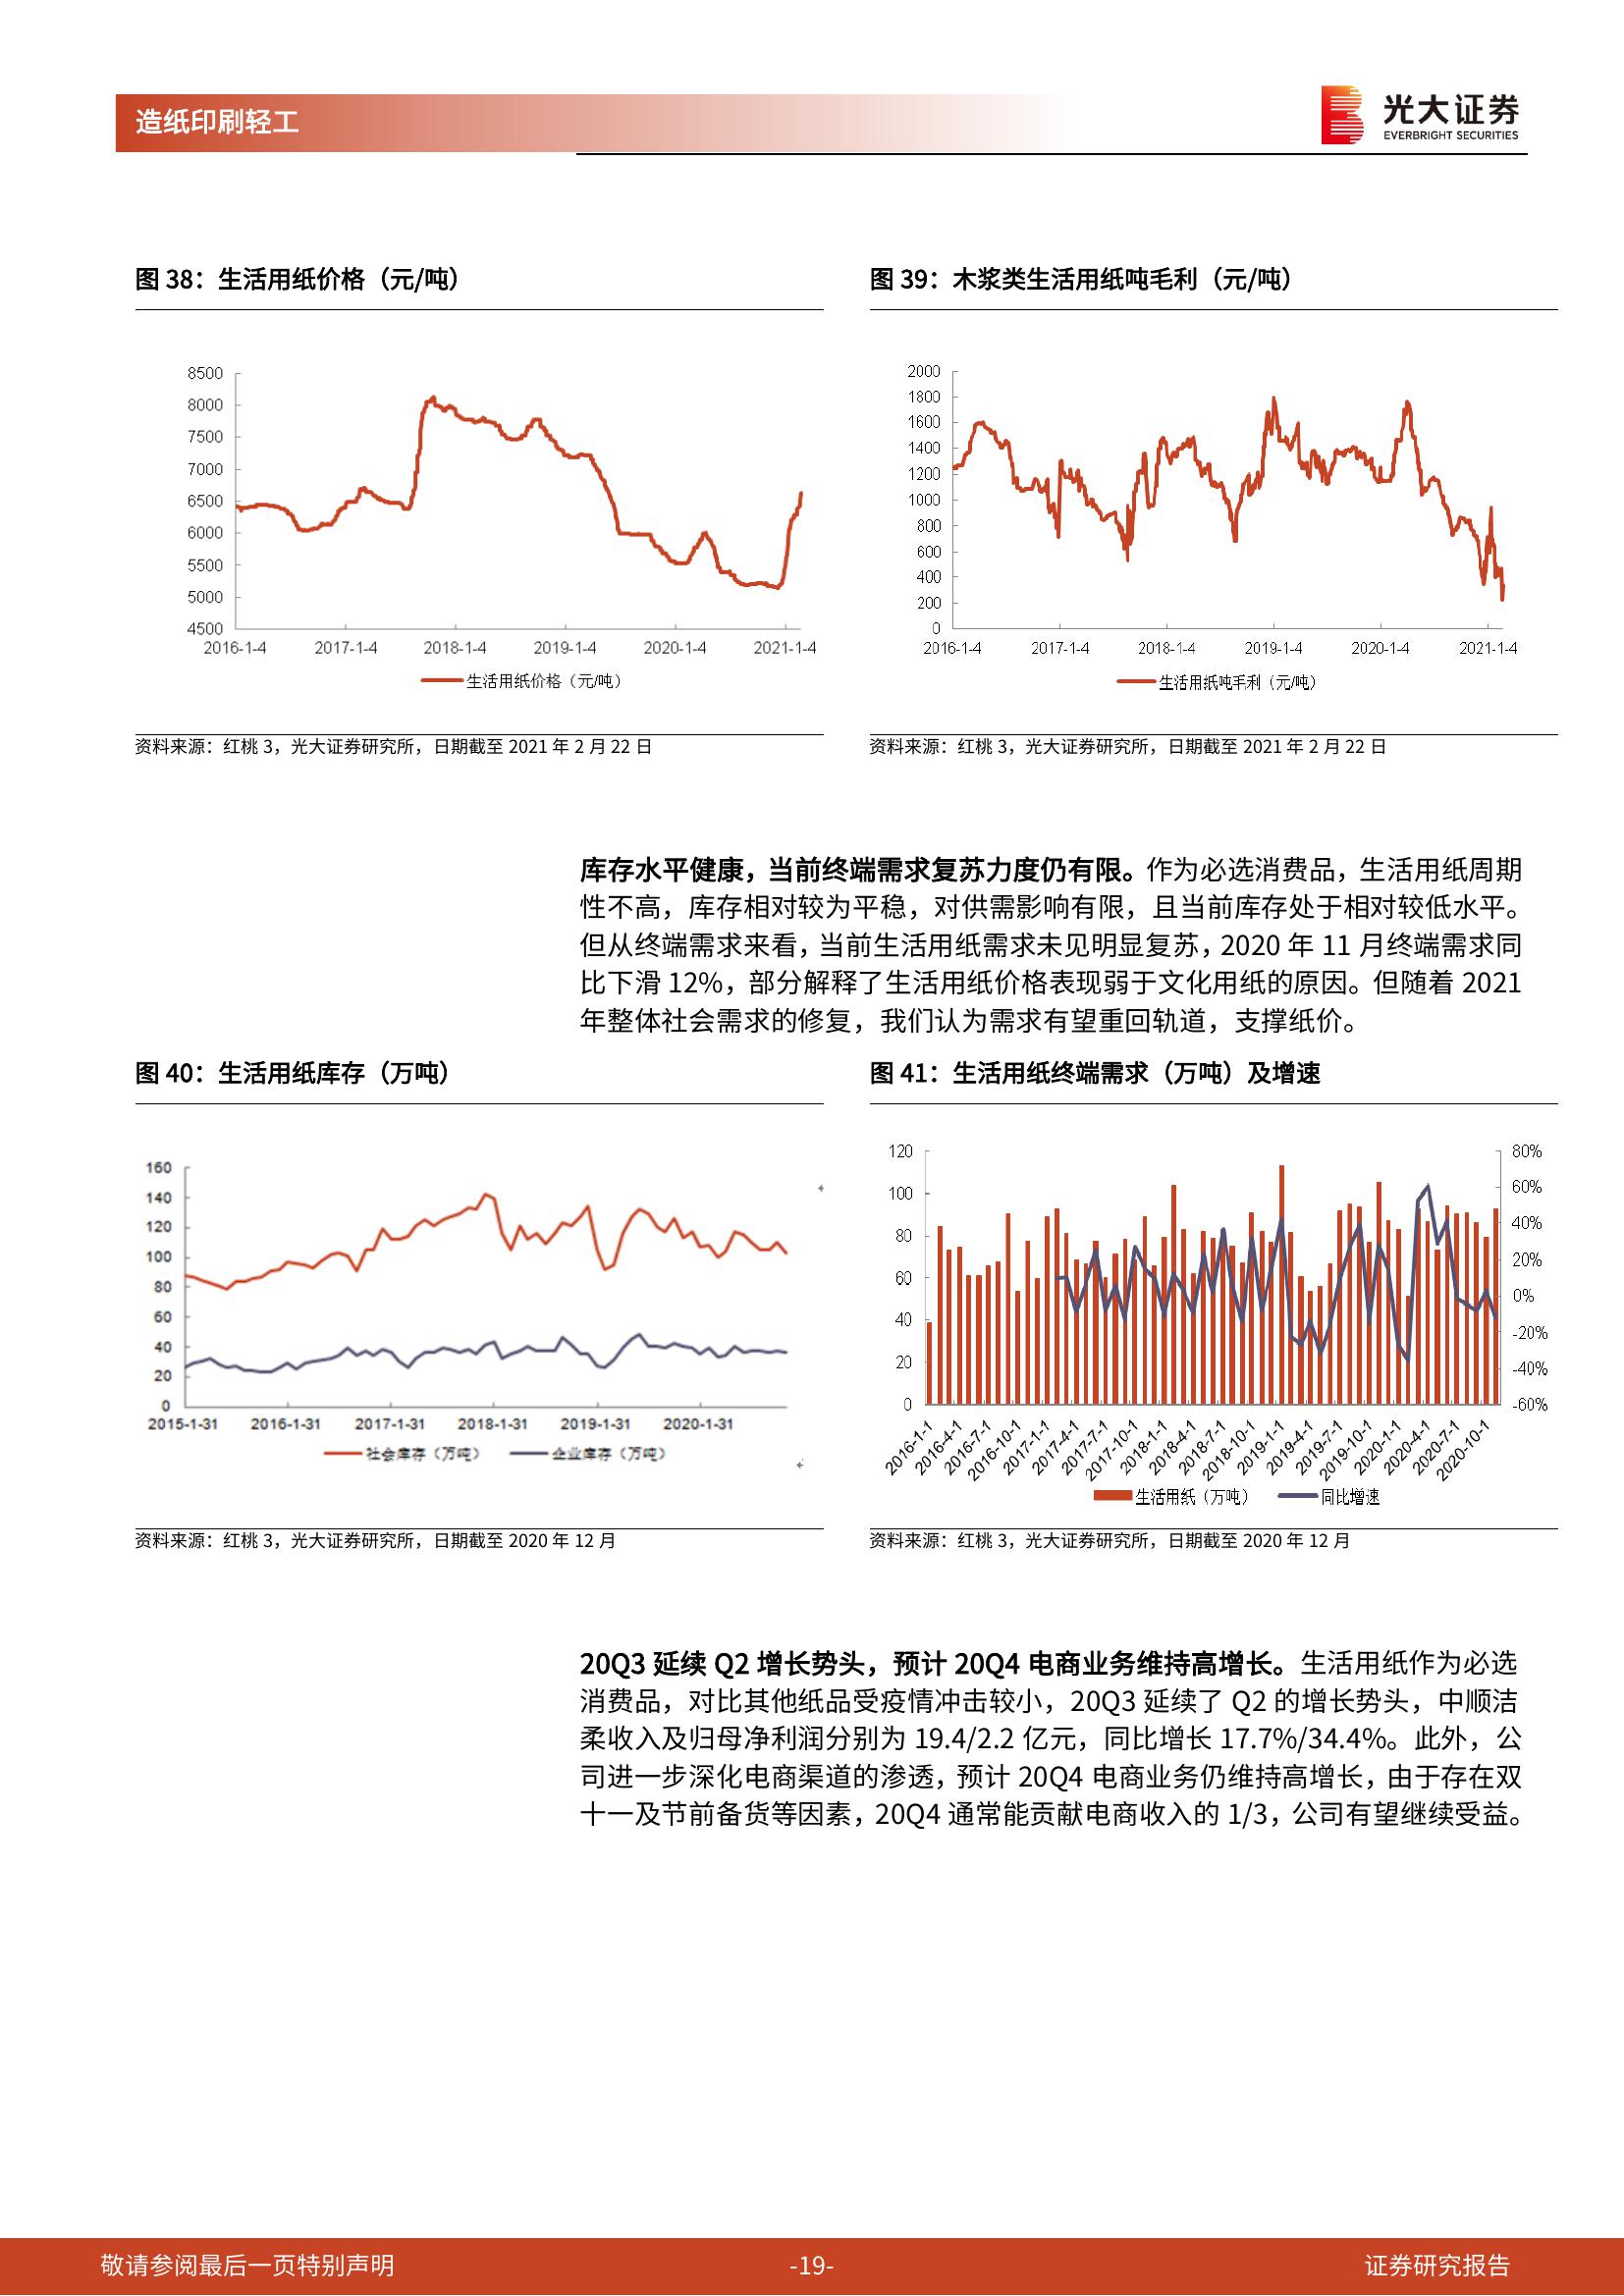 造纸印刷轻工
光大证券
EVERBRIGHT SECURITIES
图 38：生活用纸价格（元/吨）
8500
8000
7500
7000
6500
6000
5500
5000
4500
2016-1-4 2017-1-4 2018-1-4 2019-1-4 2020-1-4 2021-1-4
生活用纸价格（元/吨）
资料来源：红桃 3，光大证券研究所，日期截至 2021 年 2 月 22 日
图 39：木浆类生活用纸吨毛利（元/吨）
2000
1800
1600
1400
1200
1000
800
600
400
200
0
2016-1-4 2017-1-4 2018-1-4 2019-1-4 2020-1-4 2021-1-4
生活用纸吨毛利（元/吨）
资料来源：红桃 3，光大证券研究所，日期截至 2021 年 2 月 22 日
库存水平健康，当前终端需求复苏力度仍有限。作为必选消费品，生活用纸周期
性不高，库存相对较为平稳，对供需影响有限，且当前库存处于相对较低水平。
但从终端需求来看，当前生活用纸需求未见明显复苏，2020 年 11 月终端需求同
比下滑 12%，部分解释了生活用纸价格表现弱于文化用纸的原因。但随着 2021
年整体社会需求的修复，我们认为需求有望重回轨道，支撑纸价。
图 40：生活用纸库存（万吨）
160
140
120
100
80
60
40
20
0
2015-1-31 2016-1-31 2017-1-31 2018-1-31 2019-1-31 2020-1-31
社会库存（万吨） 企业库存（万吨）
资料来源：红桃 3，光大证券研究所，日期截至 2020 年 12 月
图 41：生活用纸终端需求（万吨）及增速
120
100
80
60
40
20
0
80%
60%
40%
20%
0%
-20%
-40%
-60%
2016-1-1 2016-4-1 2016-7-1 2016-10-1 2017-1-1 2017-4-1 2017-7-1 2017-10-1 2018-1-1 2018-4-1 2018-7-1 2018-10-1 2019-1-1 2019-4-1 2019-7-1 2019-10-1 2020-1-1 2020-4-1 2020-7-1 2020-10-1
生活用纸（万吨） 同比增速
资料来源：红桃 3，光大证券研究所，日期截至 2020 年 12 月
20Q3 延续 Q2 增长势头，预计 20Q4 电商业务维持高增长。生活用纸作为必选
消费品，对比其他纸品受疫情冲击较小，20Q3 延续了 Q2 的增长势头，中顺洁
柔收入及归母净利润分别为 19.4/2.2 亿元，同比增长 17.7%/34.4%。此外，公
司进一步深化电商渠道的渗透，预计 20Q4 电商业务仍维持高增长，由于存在双
十一及节前备货等因素，20Q4 通常能贡献电商收入的 1/3，公司有望继续受益。
敬请参阅最后一页特别声明
-19-
证券研究报告